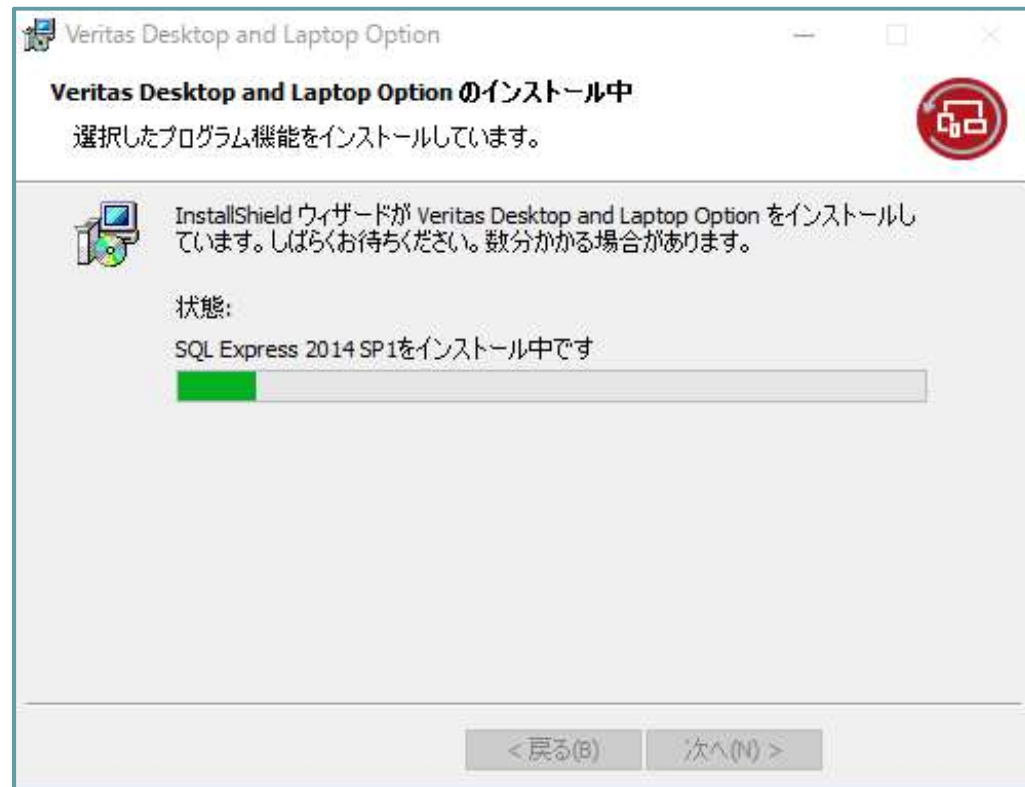 Veritas Desktop and Laptop Option
Veritas Desktop and Laptop Option のインストール中
選択したプログラム機能をインストールしています。
InstallShield ウィザードが Veritas Desktop and Laptop Option をインストールし
ています。しばらくお待ちください。数分かかる場合があります。
状態:
SQL Express 2014 SP1をインストール中です
< 戻る(B) 次へ(N) >